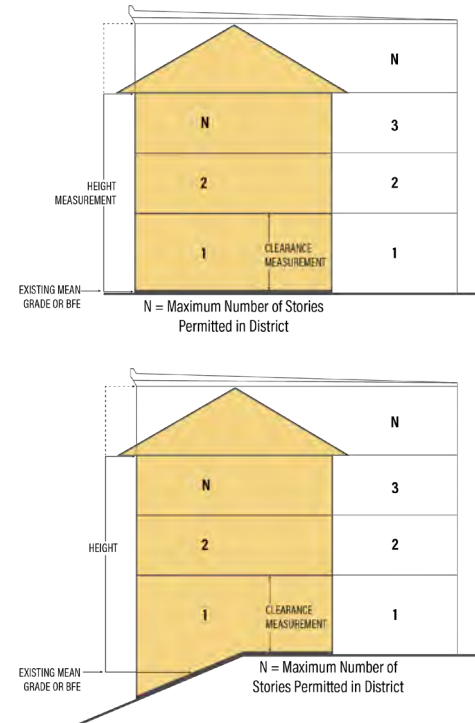 N
N
3
2
2
HEIGHT
MEASUREMENT
1
CLEARANCE
MEASUREMENT
1
EXISTING MEAN
GRADE OR BFE
N = Maximum Number of Stories
Permitted in District
N
N
3
HEIGHT
2
2
1
CLEARANCE
MEASUREMENT
1
EXISTING MEAN
GRADE OR BFE
N = Maximum Number of
Stories Permitted in District